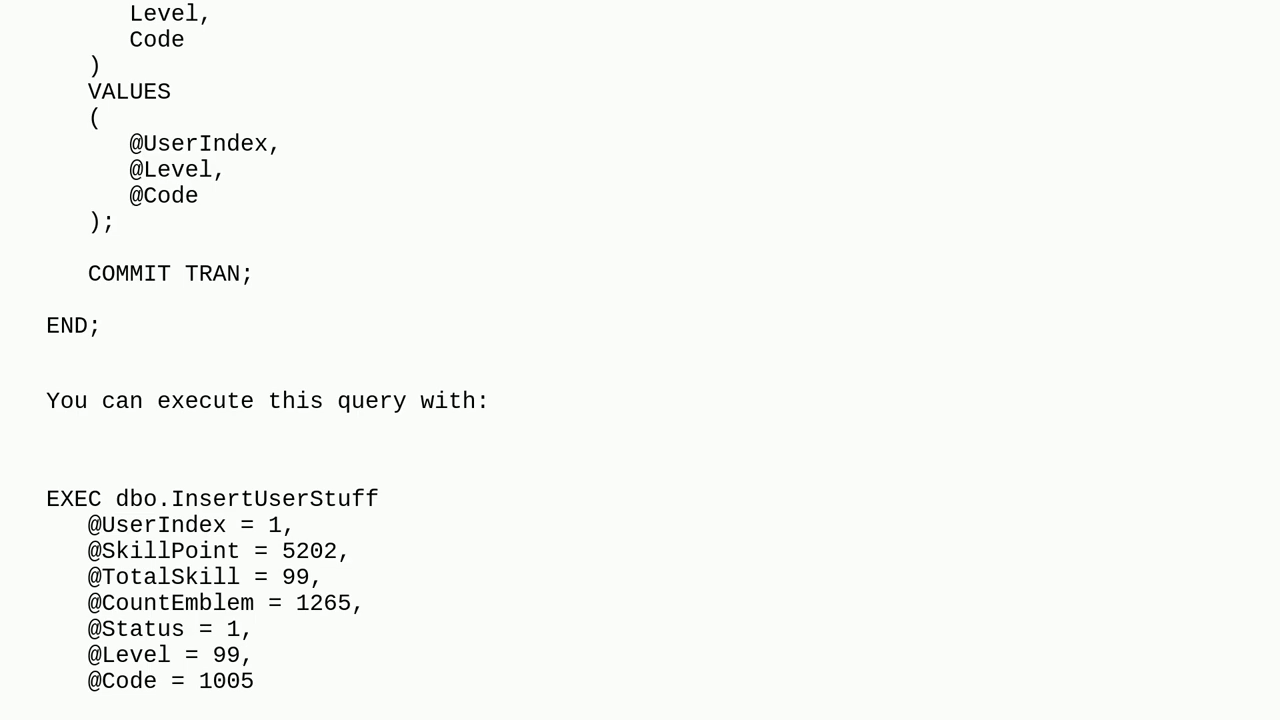 Level,
Code
)
VALUES
(
@UserIndex,
@Level,
@Code
);
COMMIT TRAN;
END;
You can execute this query with:
EXEC dbo.InsertUserStuff
@UserIndex = 1,
@SkillPoint = 5202,
@TotalSkill = 99,
@CountEmblem = 1265,
@Status = 1,
@Level = 99,
@Code = 1005